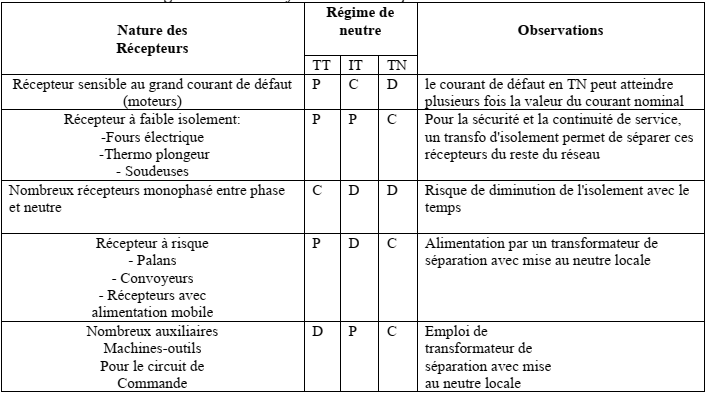 Nature des
Récepteurs
Régime de
neutre
Observations
TT IT TN
Récepteur sensible au grand courant de défaut
(moteurs)
P C D
le courant de défaut en TN peut atteindre
plusieurs fois la valeur du courant nominal
Récepteur à faible isolement:
-Fours électrique
-Thermo plongeur
- Soudeuses
P P C
Pour la sécurité et la continuité de service,
un transfo d'isolement permet de séparer ces
récepteurs du reste du réseau
Nombreux récepteurs monophasé entre phase
et neutre
C D D
Risque de diminution de l'isolement avec le
temps
Récepteur à risque
- Palans
- Convoyeurs
- Récepteurs avec
alimentation mobile
P D C
Alimentation par un transformateur de
séparation avec mise au neutre locale
Nombreux auxiliaires
Machines-outils
Pour le circuit de
Commande
D P C
Emploi de
transformateur de
séparation avec mise
au neutre locale